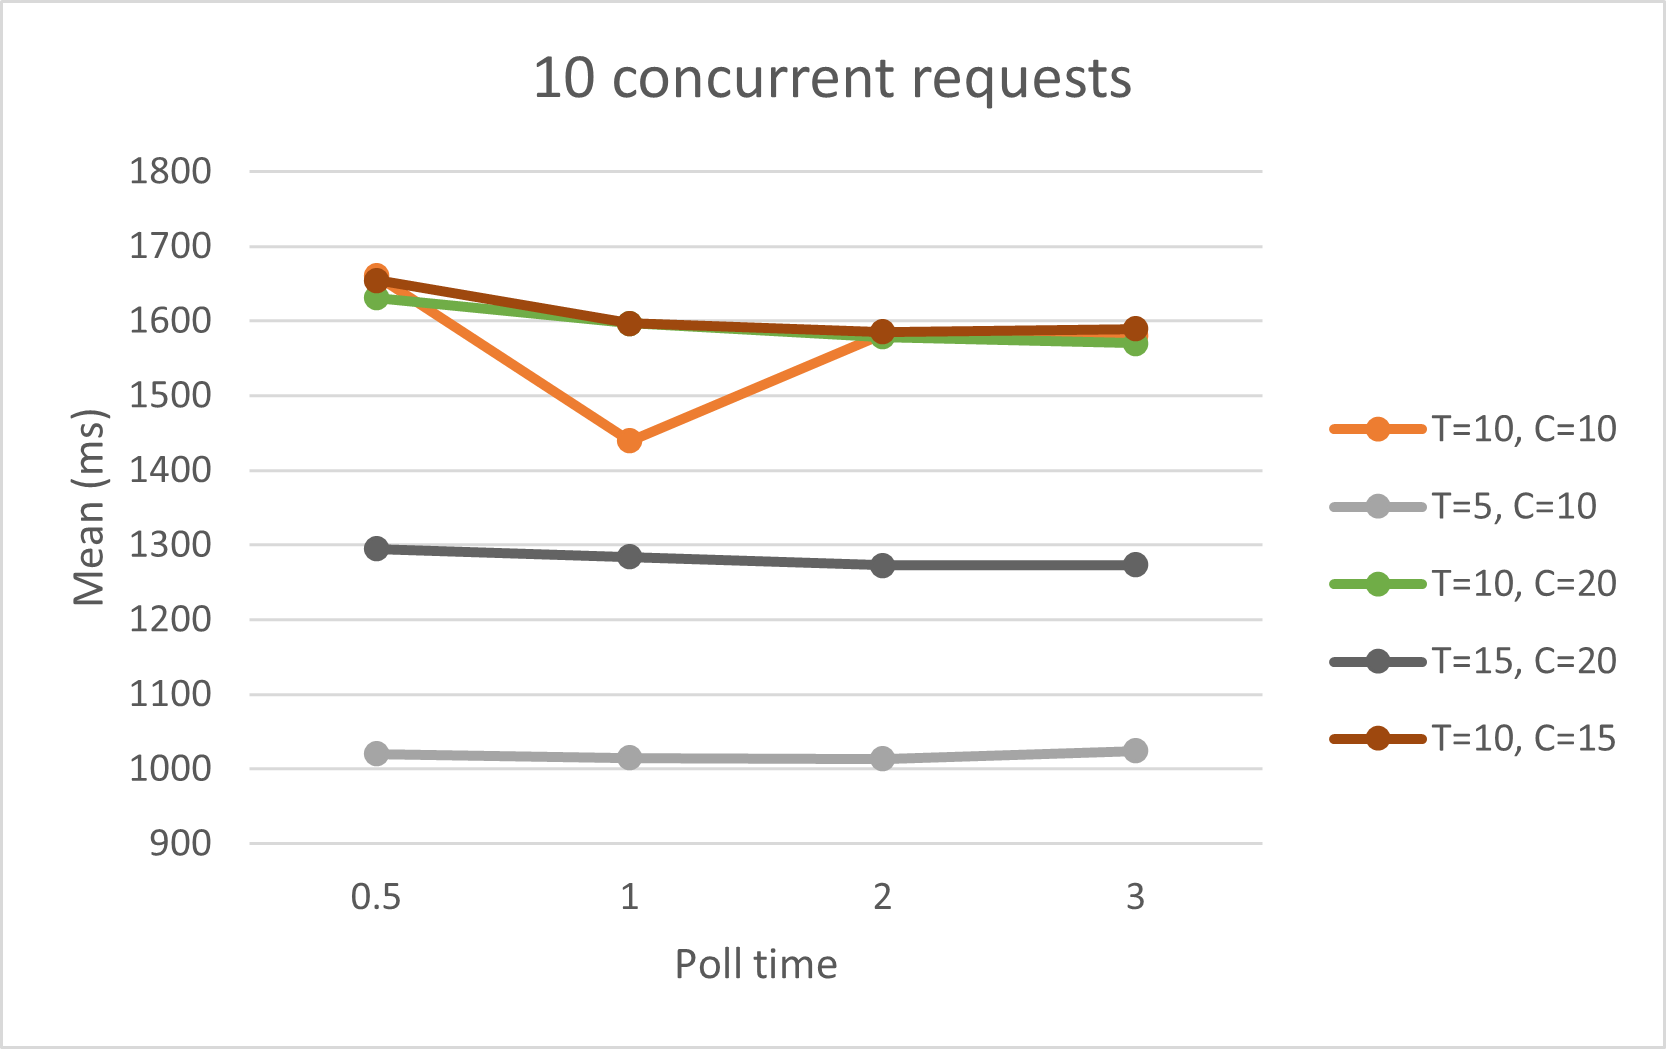 10 concurrent requests
1800
1700
1600
1500
1400
1300
1200
1100
1000
900
Mean (ms)
0.5 1 2 3
Poll time
T=10, C=10
T=5, C=10
T=10, C=20
T=15, C=20
T=10, C=15